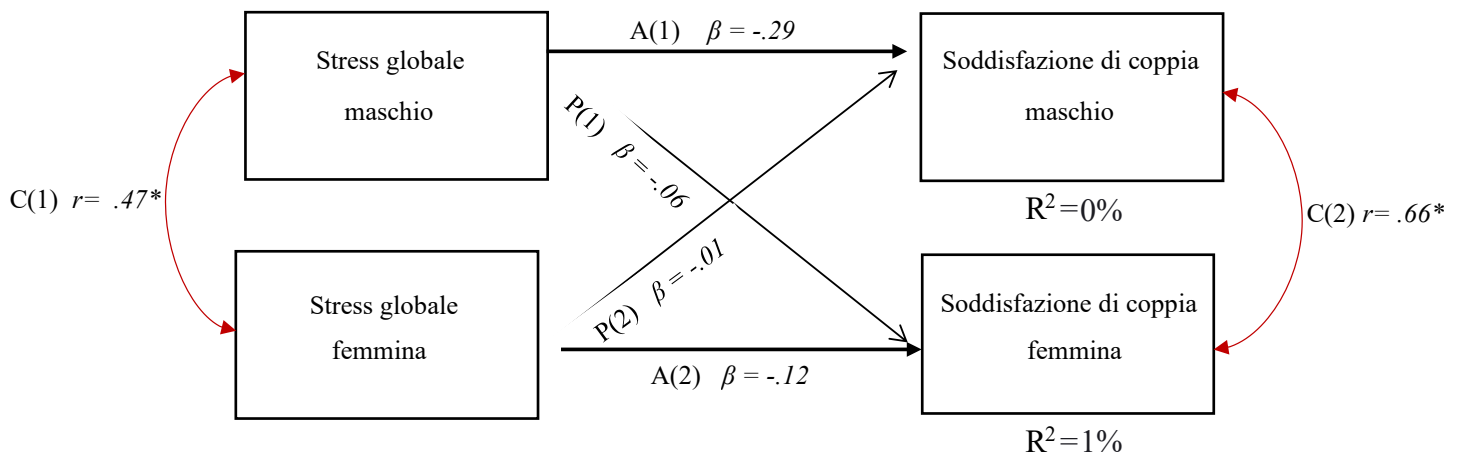 Stress globale
maschio
A(1) β = -.29
Soddisfazione di coppia
maschio
R²=0%
P(1) β = -.06
C(1) r= .47*
C(2) r= .66*
P(2) β = -.01
Stress globale
femmina
A(2) β = -.12
Soddisfazione di coppia
femmina
R²=1%